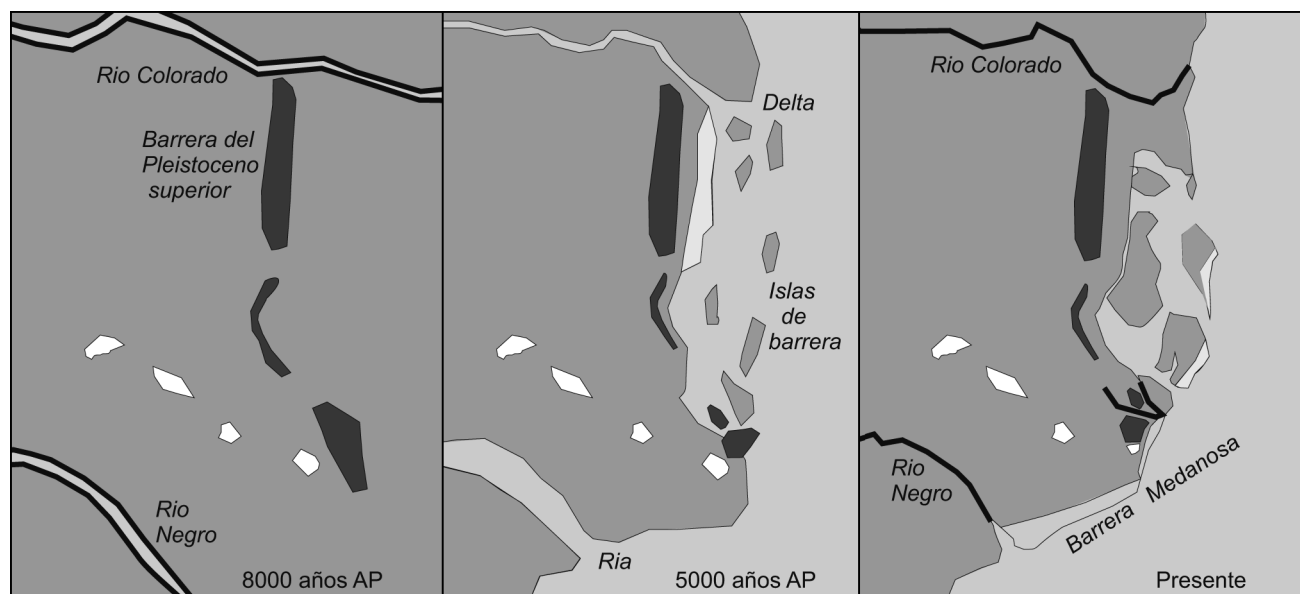 Rio Colorado
Barrera del
Pleistoceno
superior
Rio
Negro
8000 años AP
Delta
Islas
de
barrera
Ria
5000 años AP
Rio Colorado
Rio
Negro
Barrera Medanosa
Presente